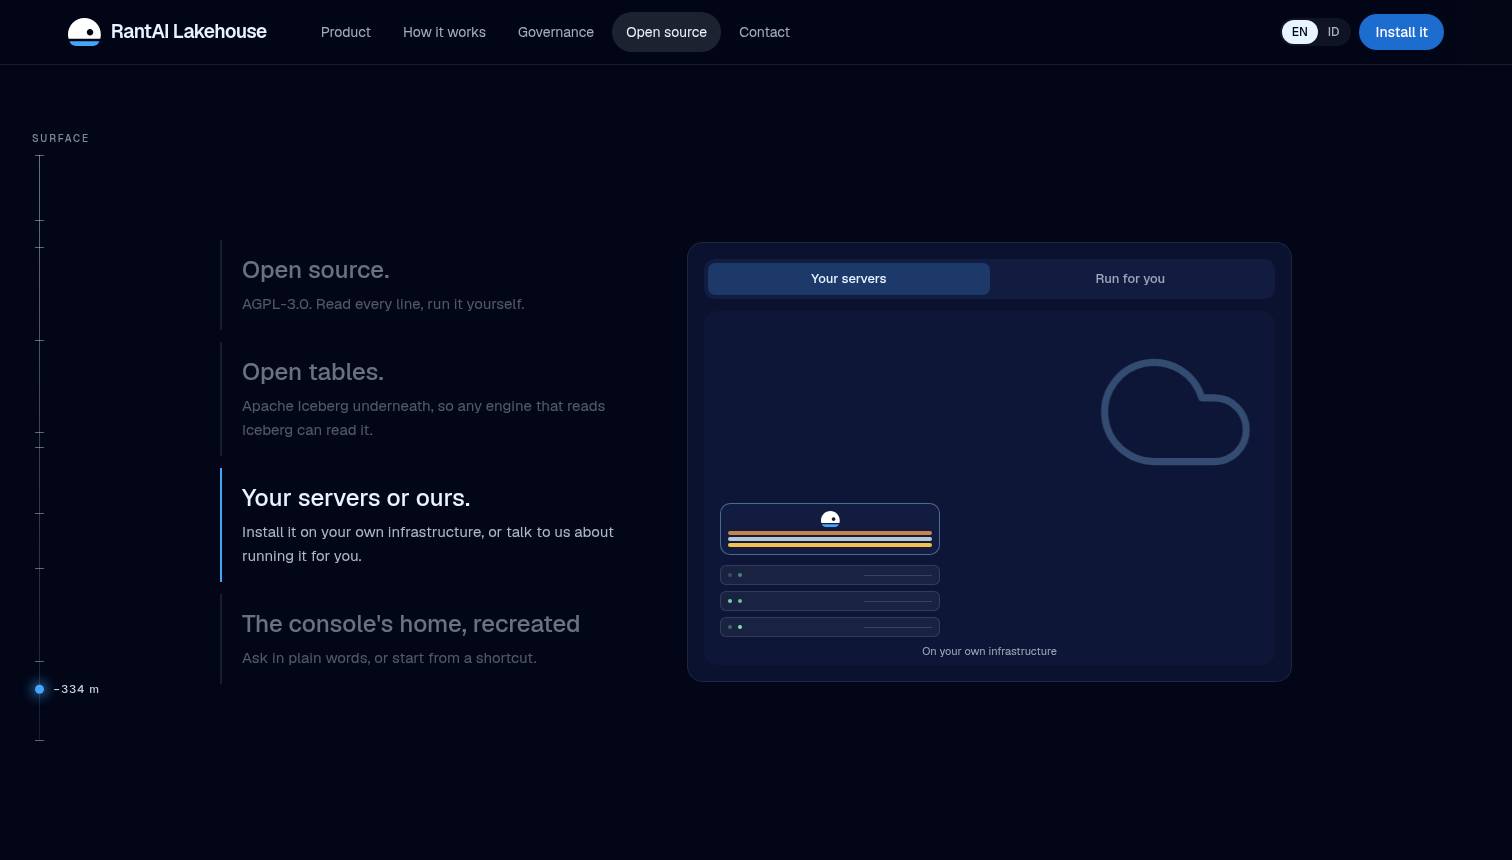 RantAI Lakehouse
Product
How it works
Governance
Open source
Contact
EN
ID
Install it
SURFACE
Open source.
AGPL-3.0. Read every line, run it yourself.
Open tables.
Apache Iceberg underneath, so any engine that reads
Iceberg can read it.
Your servers or ours.
Install it on your own infrastructure, or talk to us about
running it for you.
The console's home, recreated
Ask in plain words, or start from a shortcut.
−334 m
Your servers
Run for you
On your own infrastructure